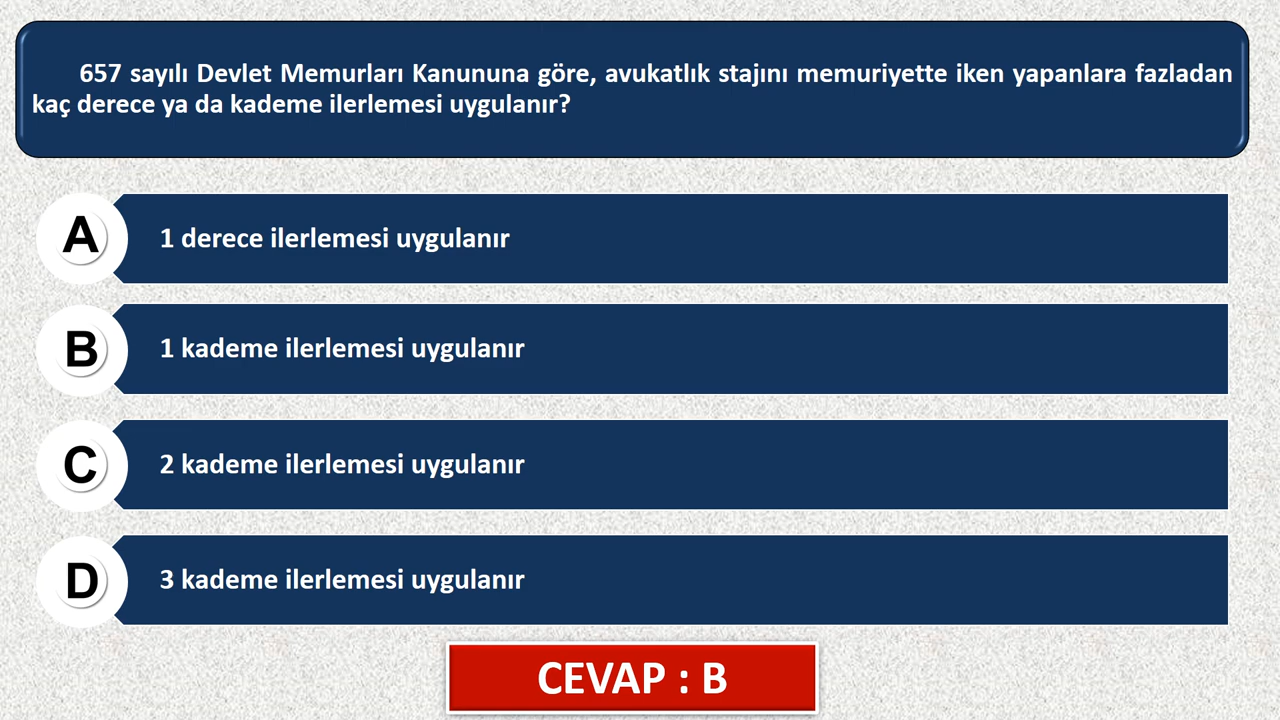 657 sayılı Devlet Memurları Kanununa göre, avukatlık stajını memuriyette iken yapanlara fazladan
kaç derece ya da kademe ilerlemesi uygulanır?
A 1 derece ilerlemesi uygulanır
B 1 kademe ilerlemesi uygulanır
C 2 kademe ilerlemesi uygulanır
D 3 kademe ilerlemesi uygulanır
CEVAP : B